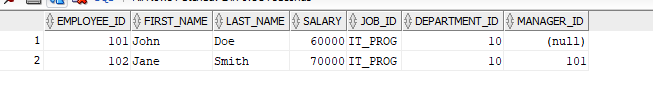 EMPLOYEE_ID FIRST_NAME LAST_NAME SALARY JOB_ID DEPARTMENT_ID MANAGER_ID
1 101 John Doe 60000 IT_PROG 10 (null)
2 102 Jane Smith 70000 IT_PROG 10 101